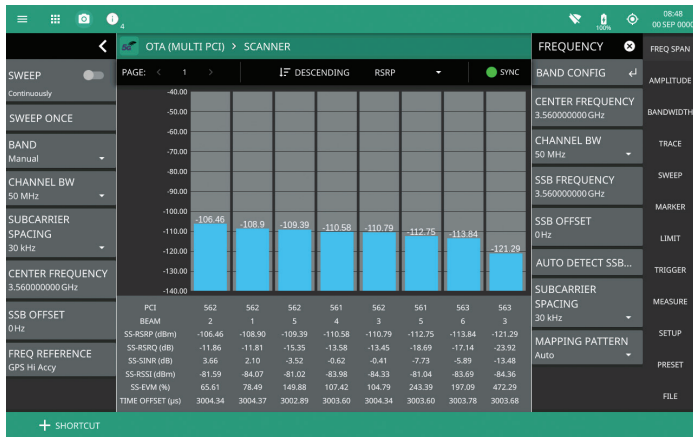 4
100%
08:48
00 SEP 0000
SWEEP
Continuously
SWEEP ONCE
BAND
Manual
CHANNEL BW
50 MHz
SUBCARRIER
SPACING
30 kHz
CENTER FREQUENCY
3.560000000 GHz
SSB OFFSET
0 Hz
FREQ REFERENCE
GPS Hi Accy
+ SHORTCUT
5G OTA (MULTI PCI) > SCANNER
PAGE: < 1 > DESCENDING RSRP SYNC
-40.00
-50.00
-60.00
-70.00
-80.00
-90.00
-100.00
-110.00
-120.00
-130.00
-140.00
-106.46 -108.9 -109.39 -110.58 -110.79 -112.75 -113.84 -121.29
PCI 562 562 562 561 562 561 563 563
BEAM 2 1 5 4 3 5 6 3
SS-RSRP (dBm) -106.46 -108.90 -109.39 -110.58 -110.79 -112.75 -113.84 -121.29
SS-RSRQ (dB) -11.86 -11.81 -15.35 -13.58 -13.45 -18.69 -17.14 -23.92
SS-SINR (dB) 3.66 2.10 -3.52 -0.62 -0.41 -7.73 -5.89 -13.48
SS-RSSI (dBm) -81.59 -84.07 -81.02 -83.98 -84.33 -81.04 -83.69 -84.36
SS-EVM (%) 65.61 78.49 149.88 107.42 104.79 243.39 197.09 472.29
TIME OFFSET (µs) 3004.34 3004.37 3002.89 3003.60 3004.34 3003.60 3003.78 3003.68
FREQUENCY
BAND CONFIG
CENTER FREQUENCY
3.560000000 GHz
CHANNEL BW
50 MHz
SSB FREQUENCY
3.560000000 GHz
SSB OFFSET
0 Hz
AUTO DETECT SSB...
SUBCARRIER
SPACING
30 kHz
MAPPING PATTERN
Auto
FREQ SPAN
AMPLITUDE
BANDWIDTH
TRACE
SWEEP
MARKER
LIMIT
TRIGGER
MEASURE
SETUP
PRESET
FILE